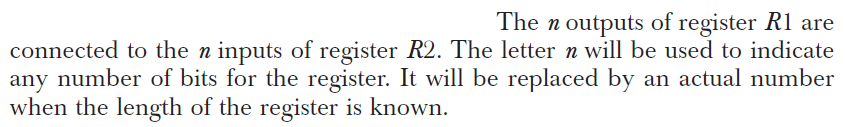 The n outputs of register R1 are
connected to the n inputs of register R2. The letter n will be used to indicate
any number of bits for the register. It will be replaced by an actual number
when the length of the register is known.